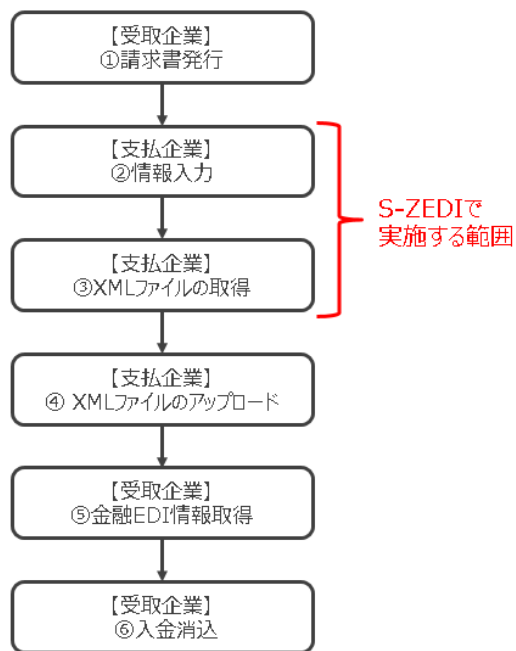 【受取企業】
①請求書発行
【支払企業】
②情報入力
S-ZEDIで
実施する範囲
【支払企業】
③XMLファイルの取得
【支払企業】
④ XMLファイルのアップロード
【受取企業】
⑤金融EDI情報取得
【受取企業】
⑥入金消込